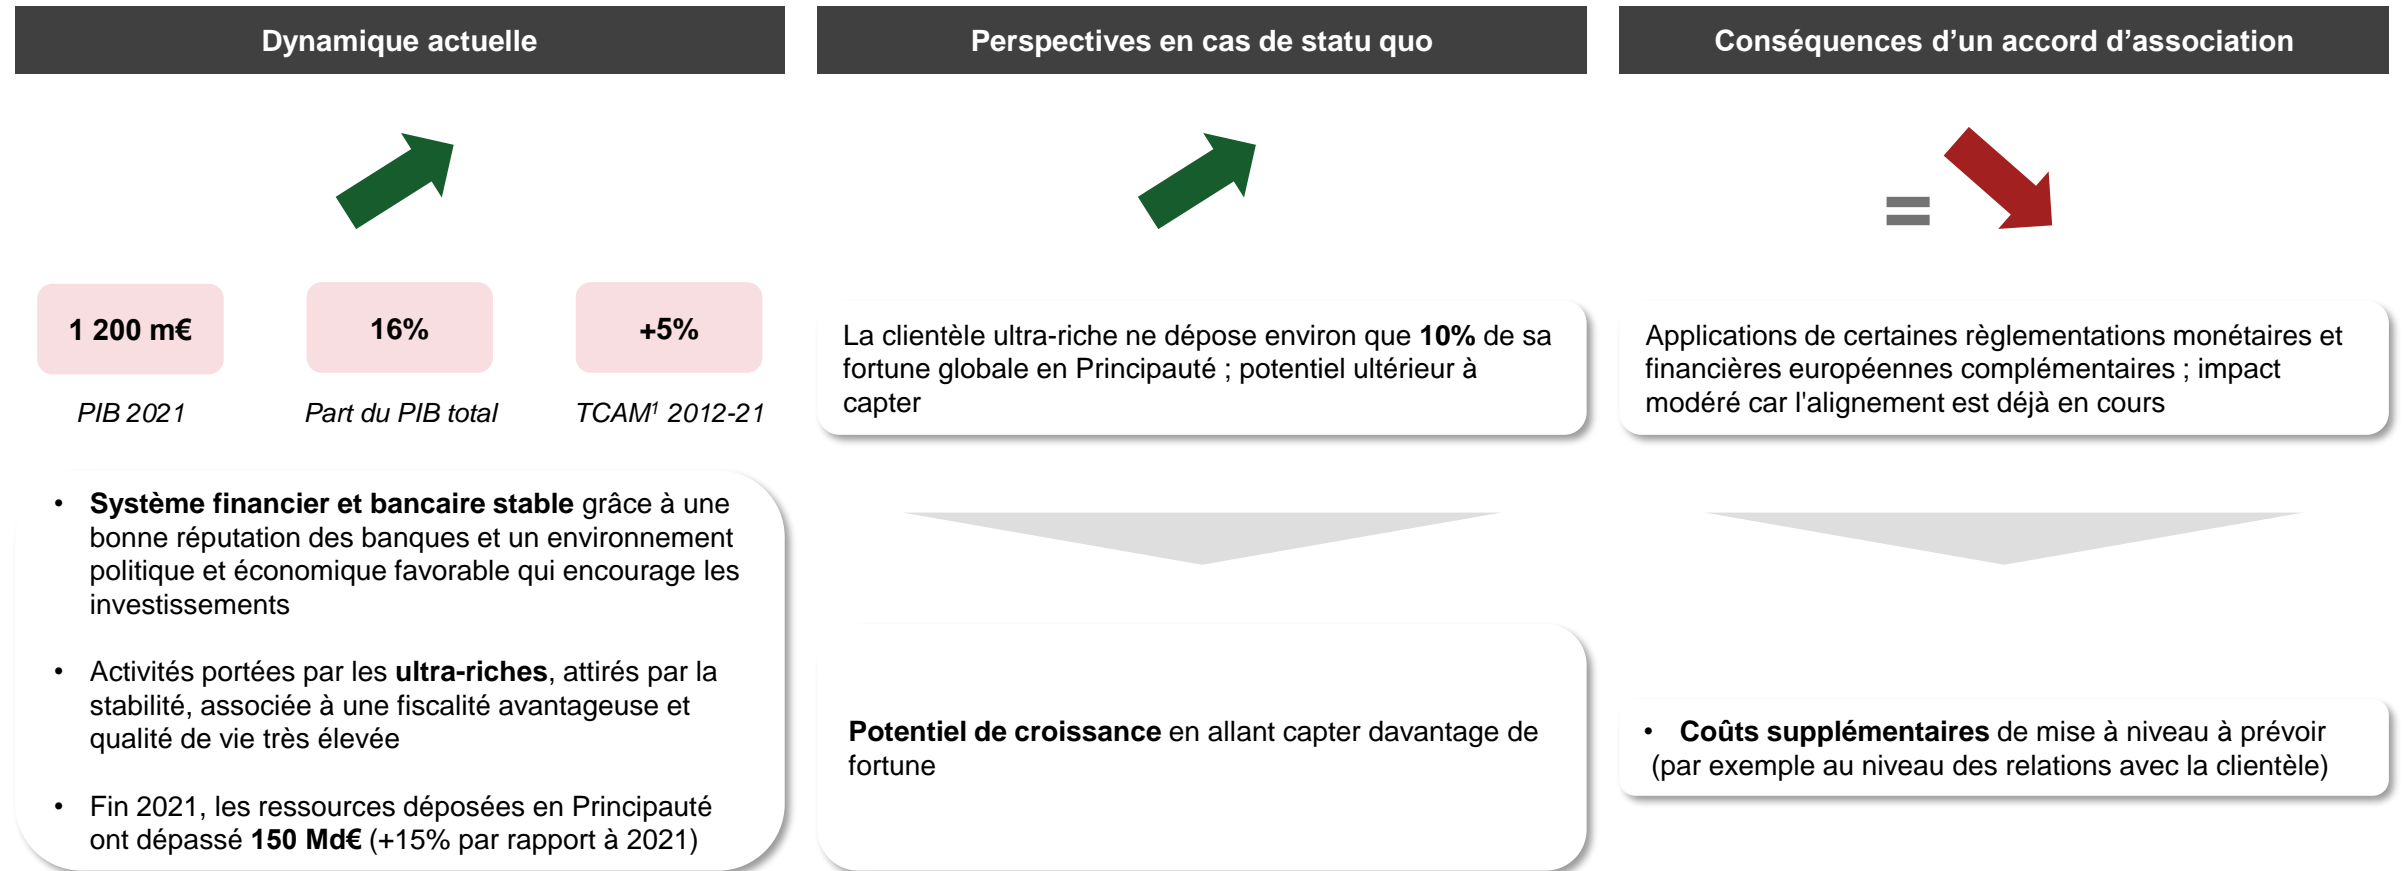 Dynamique actuelle
1 200 m€
16%
+5%
PIB 2021
Part du PIB total
TCAM¹ 2012-21
• Système financier et bancaire stable grâce à une
bonne réputation des banques et un environnement
politique et économique favorable qui encourage les
investissements
• Activités portées par les ultra-riches, attirés par la
stabilité, associée à une fiscalité avantageuse et
qualité de vie très élevée
• Fin 2021, les ressources déposées en Principauté
ont dépassé 150 Md€ (+15% par rapport à 2021)
Perspectives en cas de statu quo
La clientèle ultra-riche ne dépose environ que 10% de sa
fortune globale en Principauté ; potentiel ultérieur à
capter
Potentiel de croissance en allant capter davantage de
fortune
Conséquences d’un accord d’association
=
Applications de certaines règlementations monétaires et
financières européennes complémentaires ; impact
modéré car l'alignement est déjà en cours
• Coûts supplémentaires de mise à niveau à prévoir
(par exemple au niveau des relations avec la clientèle)